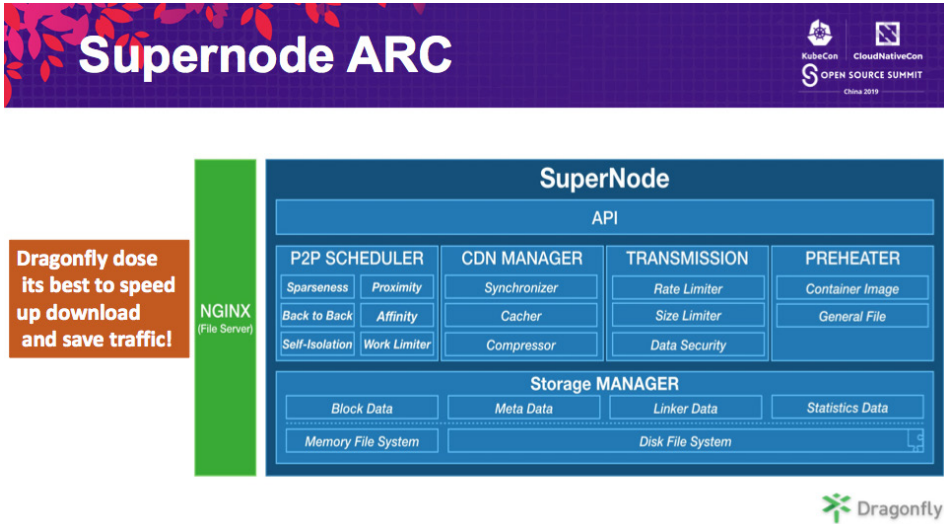 Supernode ARC
KubeCon
CloudNativeCon
S OPEN SOURCE SUMMIT
China 2019
SuperNode
API
Dragonfly dose
its best to speed
up download
and save traffic!
NGINX
(File Server)
P2P SCHEDULER
Sparseness
Proximity
Back to Back
Affinity
Self-Isolation
Work Limiter
CDN MANAGER
Synchronizer
Cacher
Compressor
TRANSMISSION
Rate Limiter
Size Limiter
Data Security
PREHEATER
Container Image
General File
Storage MANAGER
Block Data
Meta Data
Linker Data
Statistics Data
Memory File System
Disk File System
Dragonfly